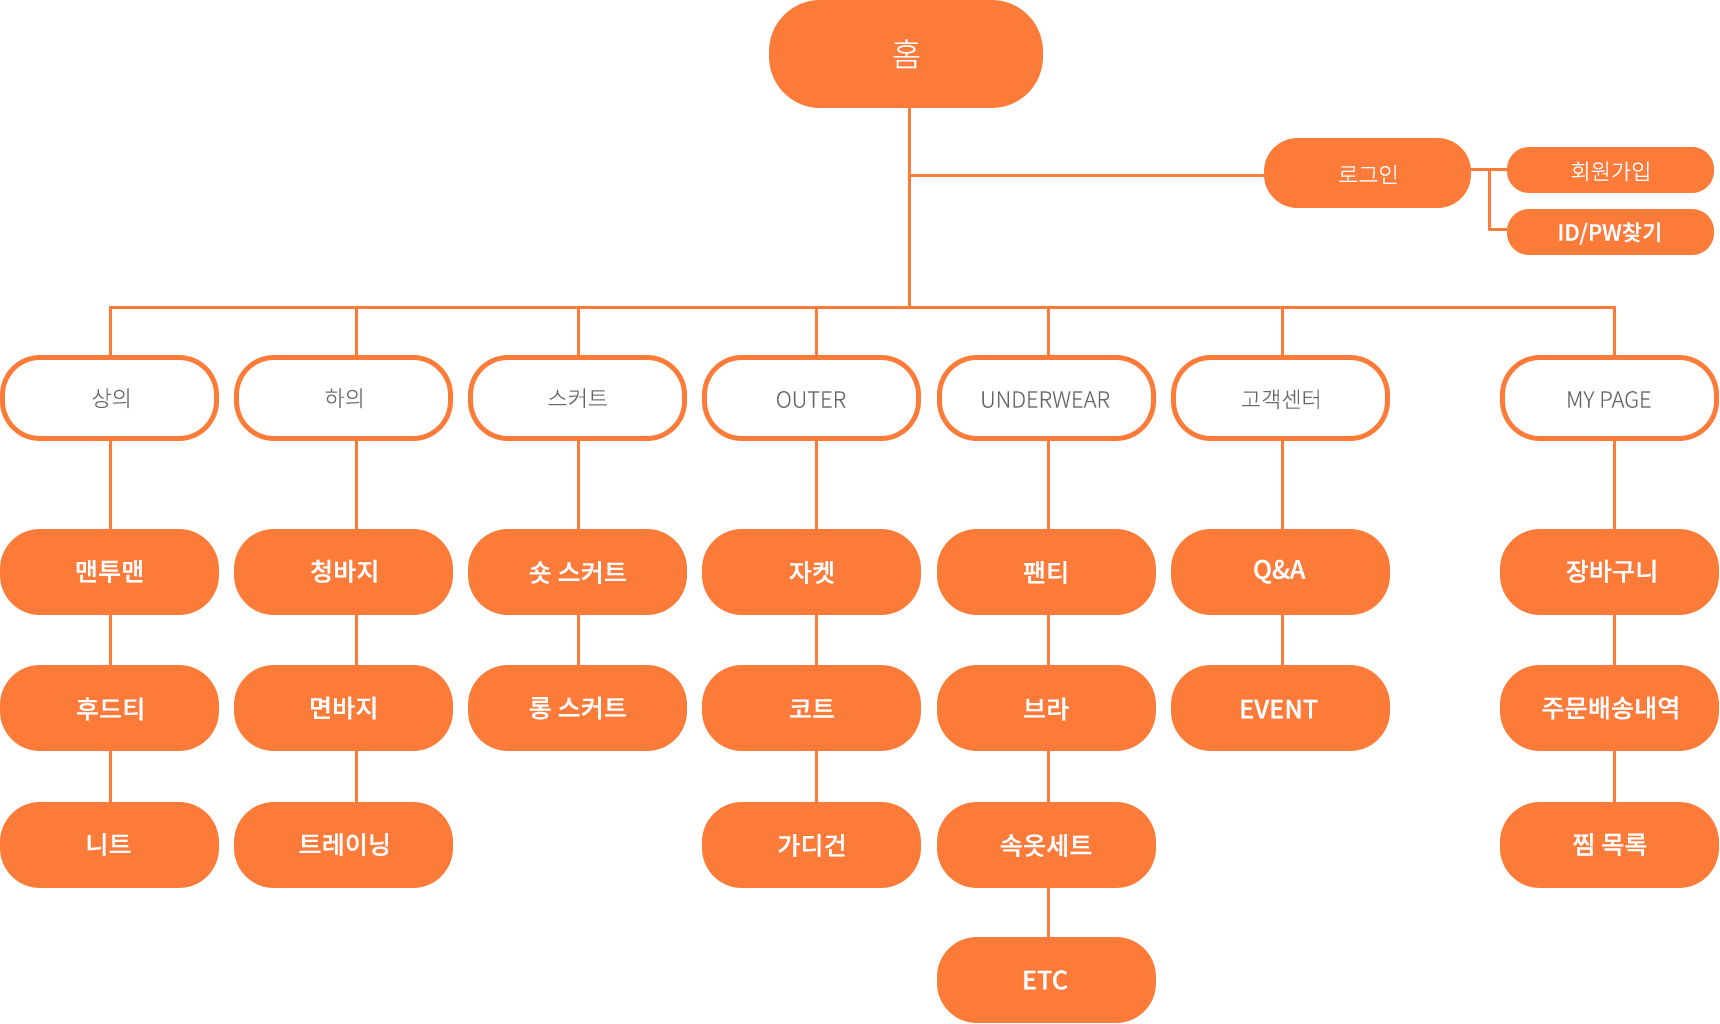 홈
로그인
회원가입
ID/PW찾기
상의
하의
스커트
OUTER
UNDERWEAR
고객센터
MY PAGE
맨투맨
청바지
숏 스커트
자켓
팬티
Q&A
장바구니
후드티
면바지
롱 스커트
코트
브라
EVENT
주문배송내역
니트
트레이닝
가디건
속옷세트
찜 목록
ETC